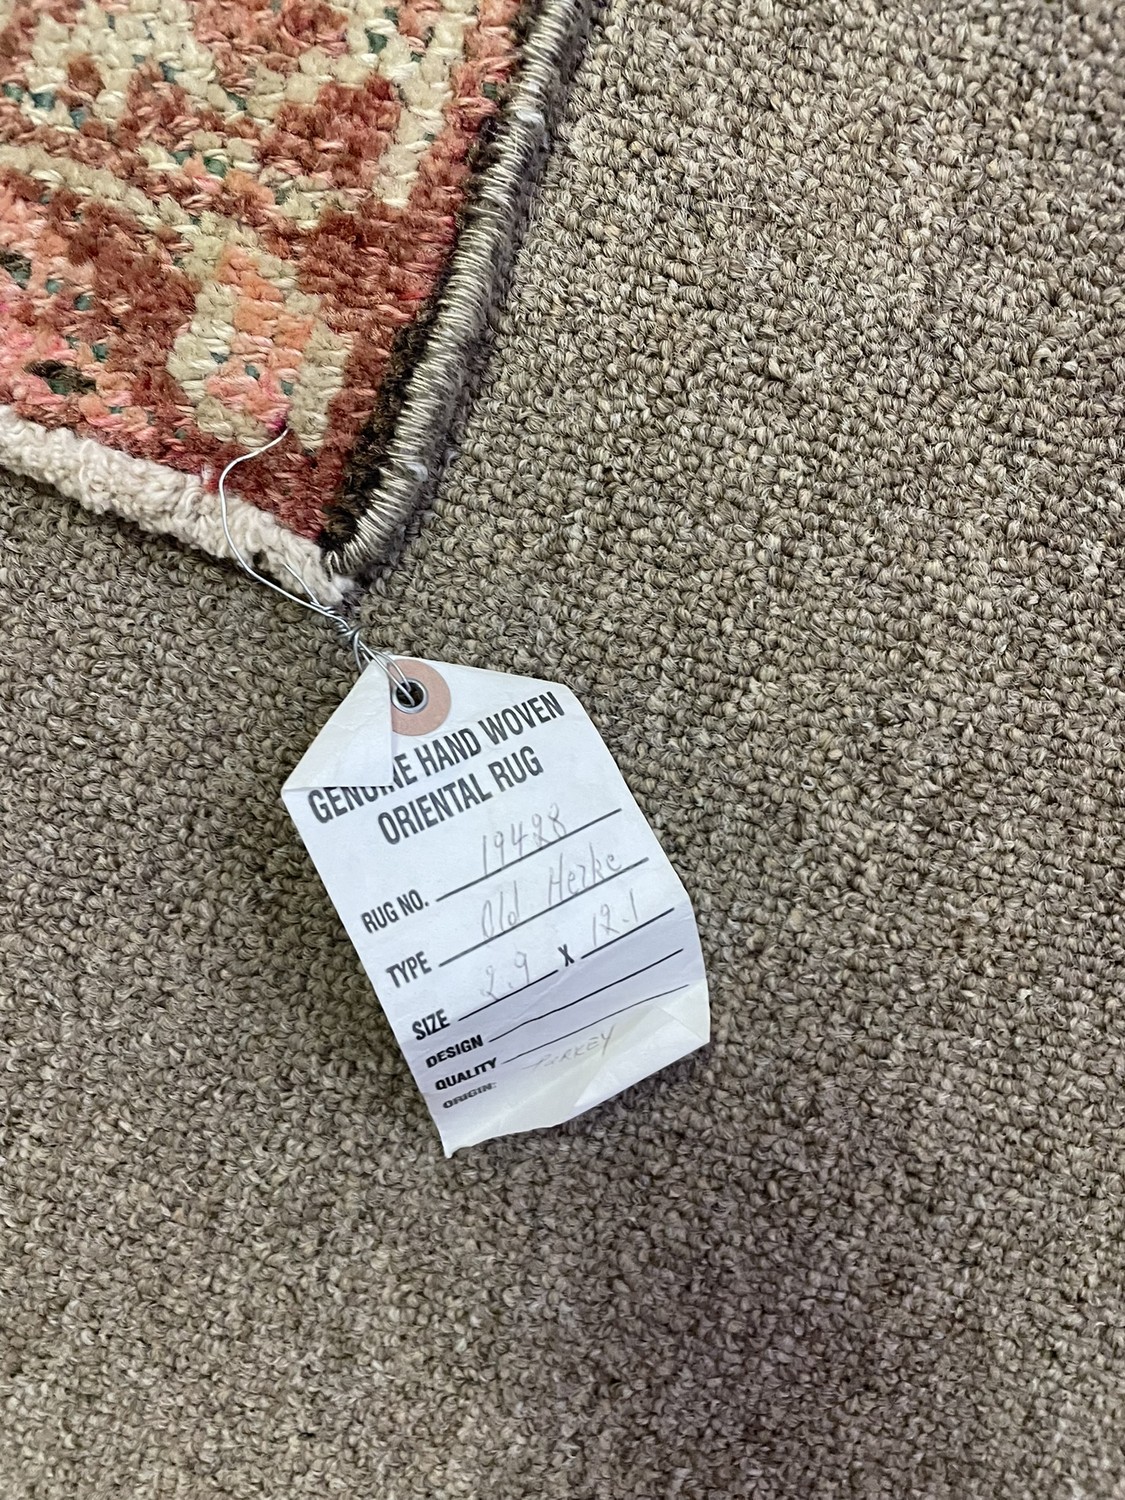 GENUINE HAND WOVEN
ORIENTAL RUG
RUG NO. 19428
TYPE Old Herke
SIZE 2.9 X 12.1
DESIGN
QUALITY
ORIGIN: TURKEY